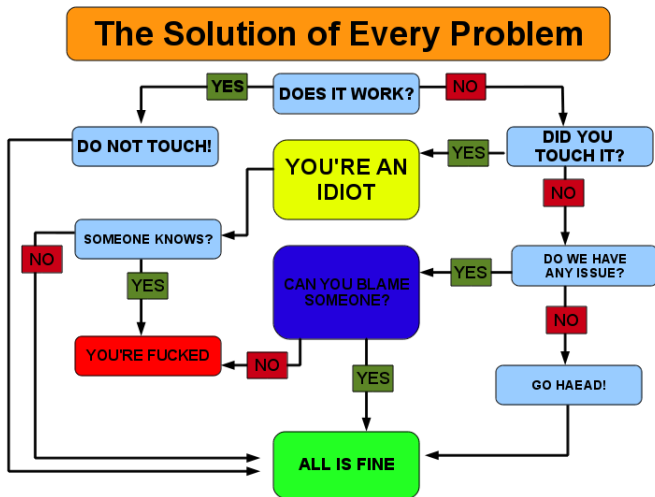 The Solution of Every Problem
YES
DOES IT WORK?
NO
DO NOT TOUCH!
DID YOU
TOUCH IT?
YES
YOU'RE AN
IDIOT
NO
SOMEONE KNOWS?
NO
YES
DO WE HAVE
ANY ISSUE?
YES
CAN YOU BLAME
SOMEONE?
NO
YOU'RE FUCKED
NO
YES
GO HAEAD!
ALL IS FINE